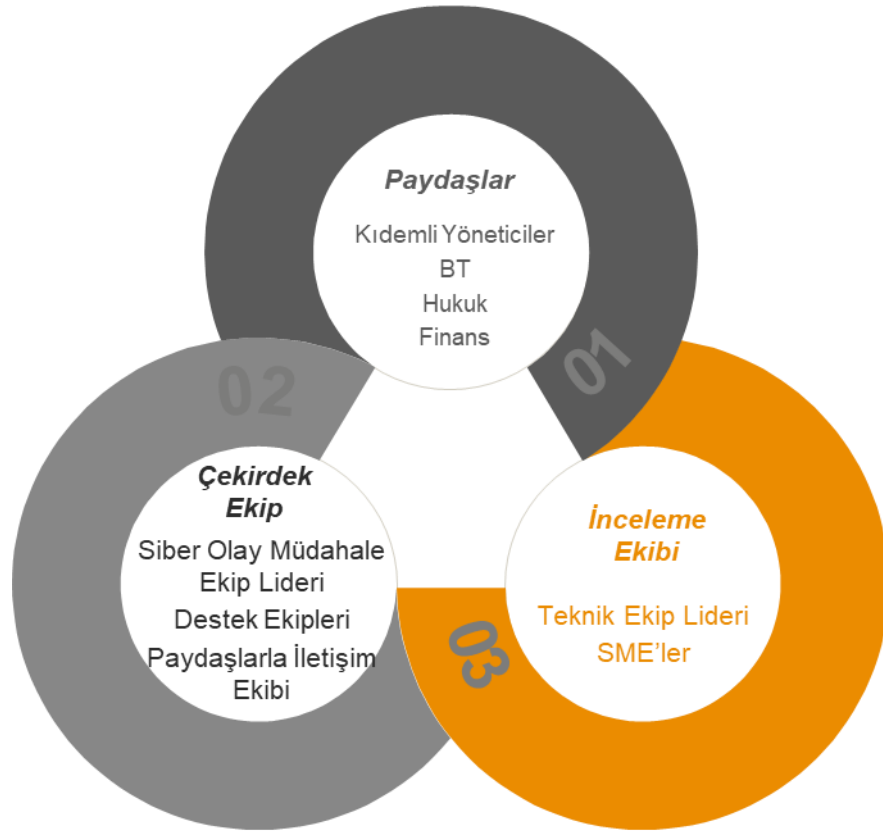 Paydaşlar
Kıdemli Yöneticiler
BT
Hukuk
Finans
01
02
Çekirdek
Ekip
Siber Olay Müdahale
Ekip Lideri
Destek Ekipleri
Paydaşlarla İletişim
Ekibi
İnceleme
Ekibi
Teknik Ekip Lideri
SME'ler
03